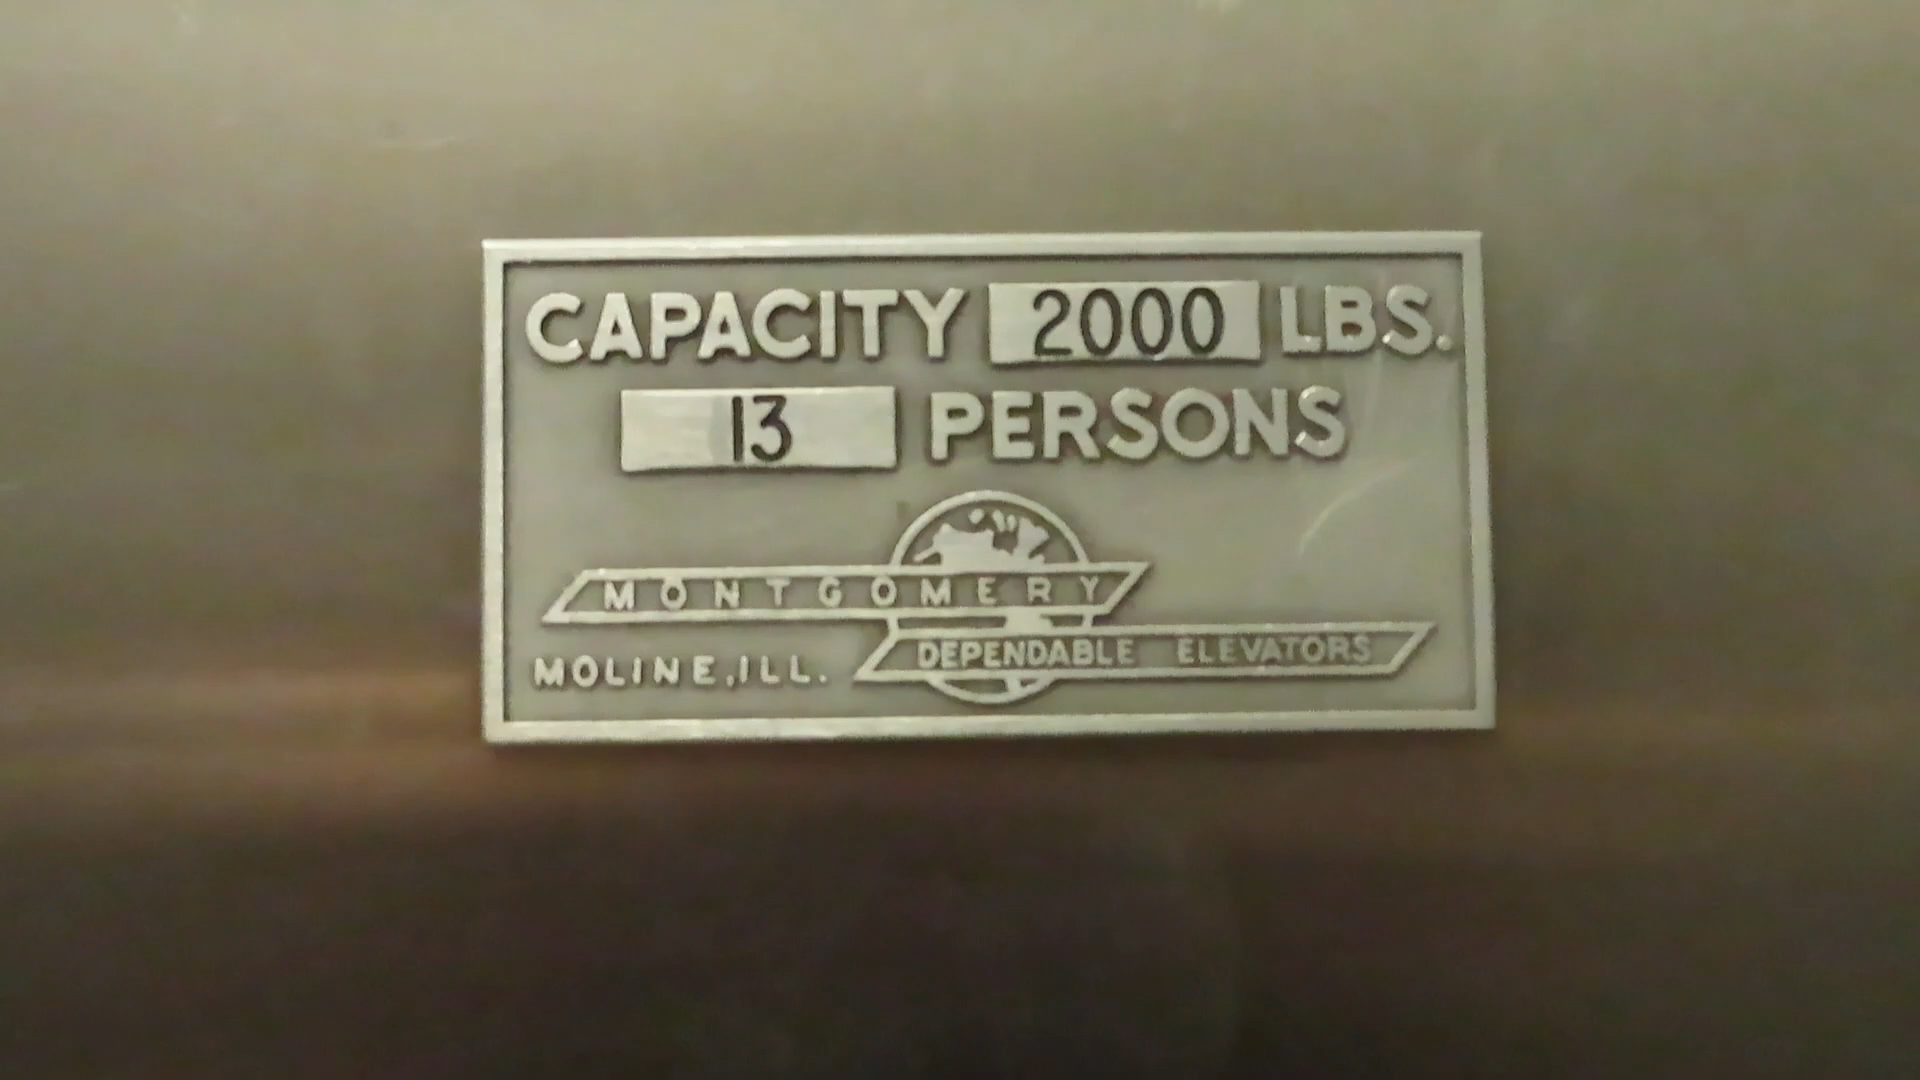 CAPACITY 2000 LBS.
13 PERSONS
MONTGOMERY
DEPENDABLE ELEVATORS
MOLINE, ILL.